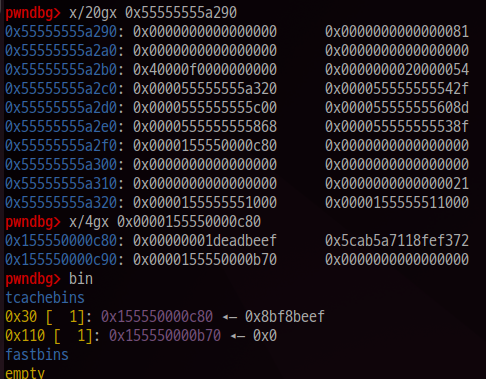 pwndbg> x/20gx 0x55555555a290
0x55555555a290: 0x0000000000000000 0x0000000000000081
0x55555555a2a0: 0x0000000000000000 0x0000000000000000
0x55555555a2b0: 0x40000f0000000000 0x0000000020000054
0x55555555a2c0: 0x000055555555a320 0x000055555555542f
0x55555555a2d0: 0x0000555555555c00 0x000055555555608d
0x55555555a2e0: 0x0000555555555868 0x000055555555538f
0x55555555a2f0: 0x0000155550000c80 0x0000000000000000
0x55555555a300: 0x0000000000000000 0x0000000000000000
0x55555555a310: 0x0000000000000000 0x0000000000000021
0x55555555a320: 0x0000155555551000 0x0000155555511000
pwndbg> x/4gx 0x0000155550000c80
0x155550000c80: 0x00000001deadbeef 0x5cab5a7118fef372
0x155550000c90: 0x0000155550000b70 0x0000000000000000
pwndbg> bin
tcachebins
0x30 [  1]: 0x155550000c80 ◂— 0x8bf8beef
0x110 [  1]: 0x155550000b70 ◂— 0x0
fastbins
empty